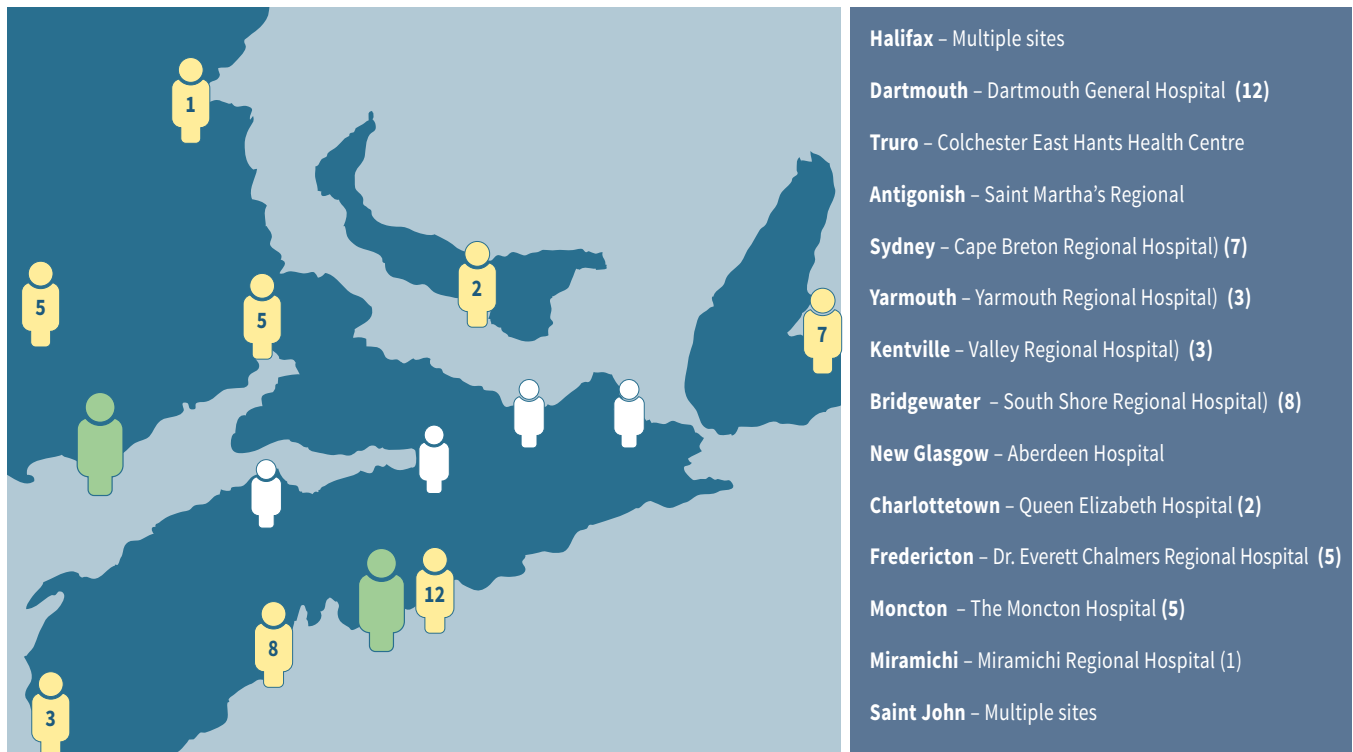 1
5
5
2
7
12
8
3
Halifax – Multiple sites
Dartmouth – Dartmouth General Hospital (12)
Truro – Colchester East Hants Health Centre
Antigonish – Saint Martha’s Regional
Sydney – Cape Breton Regional Hospital) (7)
Yarmouth – Yarmouth Regional Hospital) (3)
Kentville – Valley Regional Hospital) (3)
Bridgewater – South Shore Regional Hospital) (8)
New Glasgow – Aberdeen Hospital
Charlottetown – Queen Elizabeth Hospital (2)
Fredericton – Dr. Everett Chalmers Regional Hospital (5)
Moncton – The Moncton Hospital (5)
Miramichi – Miramichi Regional Hospital (1)
Saint John – Multiple sites